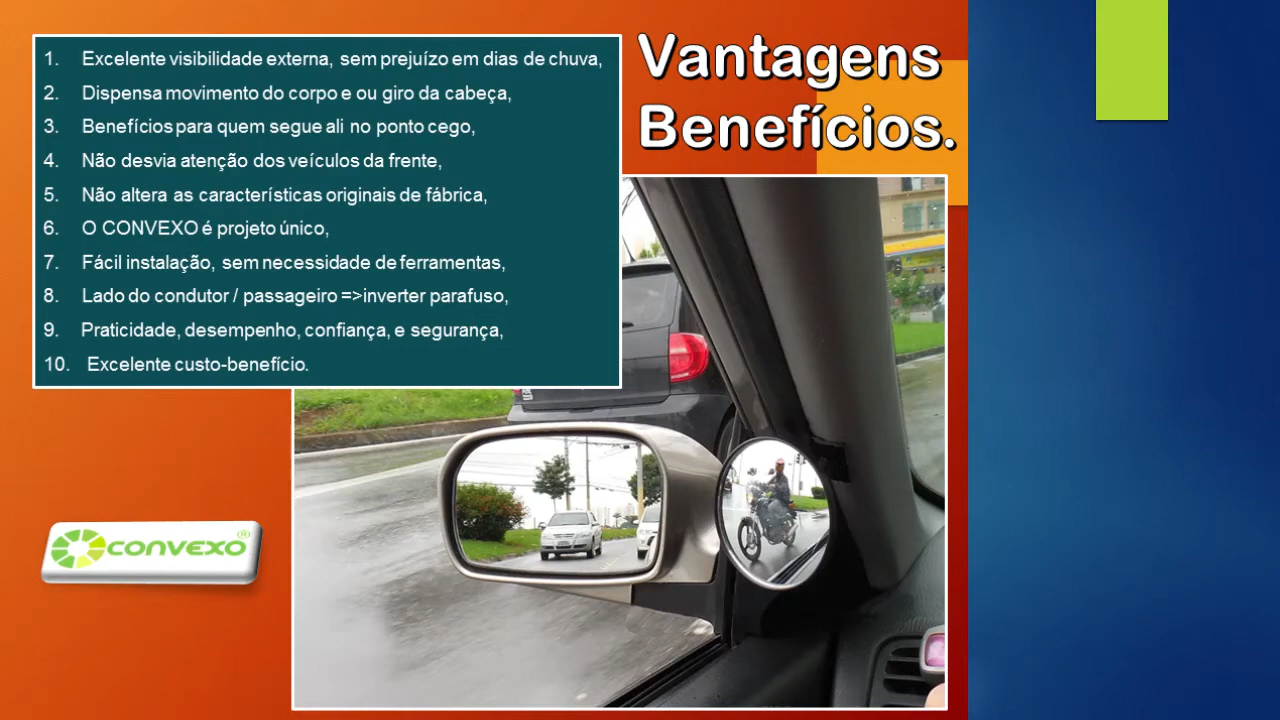 Vantagens
Benefícios.
1. Excelente visibilidade externa, sem prejuízo em dias de chuva,
2. Dispensa movimento do corpo e ou giro da cabeça,
3. Benefícios para quem segue ali no ponto cego,
4. Não desvia atenção dos veículos da frente,
5. Não altera as características originais de fábrica,
6. O CONVEXO é projeto único,
7. Fácil instalação, sem necessidade de ferramentas,
8. Lado do condutor / passageiro =>inverter parafuso,
9. Praticidade, desempenho, confiança, e segurança,
10. Excelente custo-benefício.
CONVEXO®